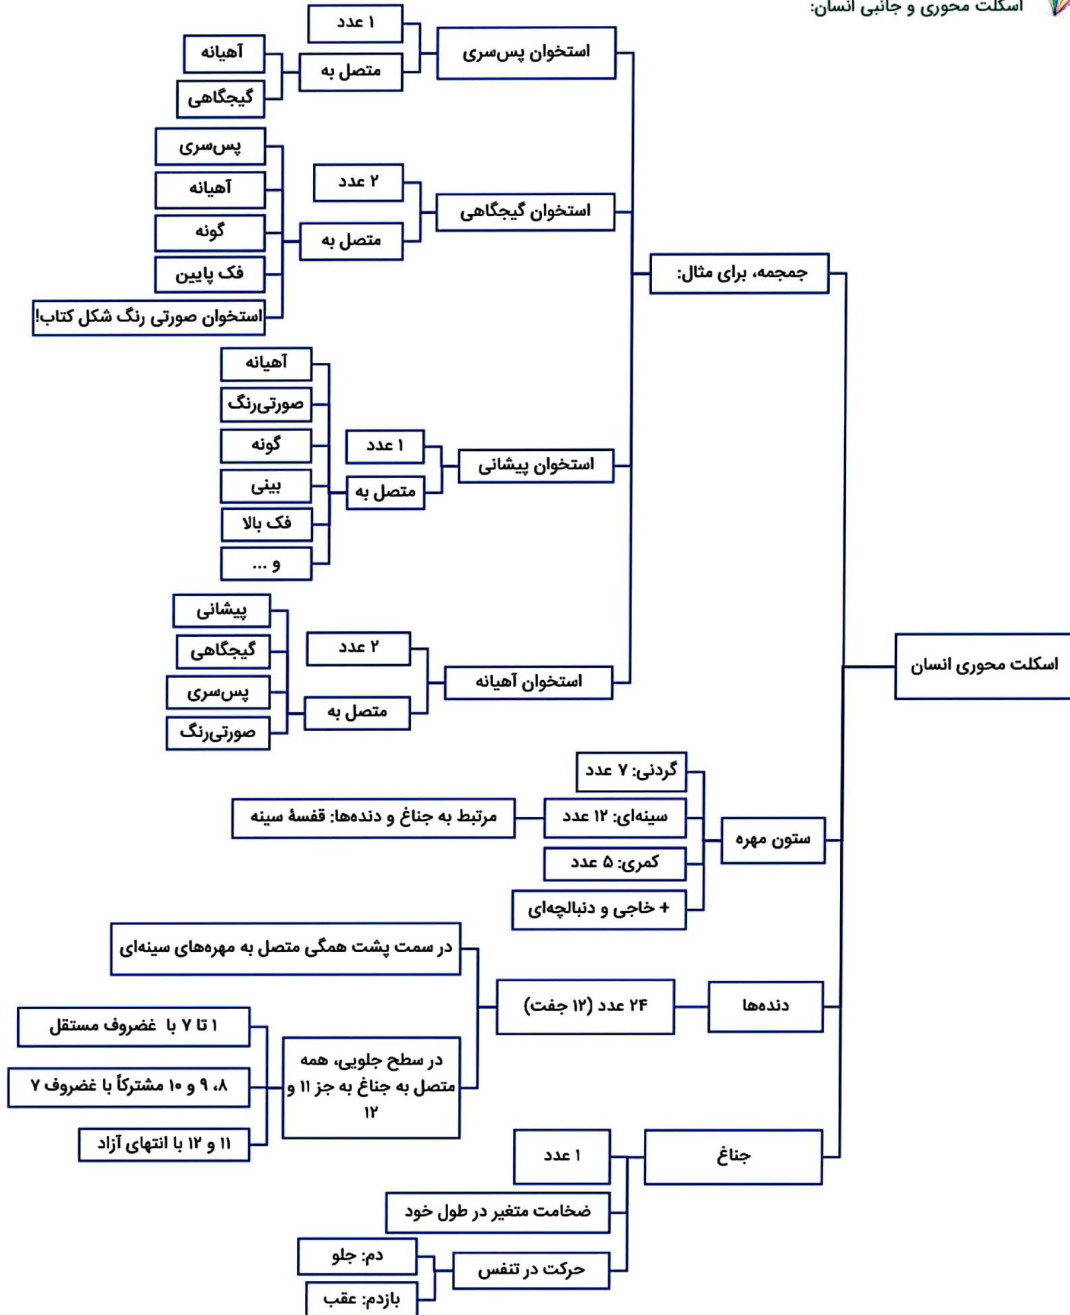 اسکلت محوری و جانبی انسان:
اسکلت محوری انسان
جمجمه، برای مثال:
استخوان پس‌سری
۱ عدد
متصل به
آهیانه
گیجگاهی
استخوان گیجگاهی
۲ عدد
متصل به
پس‌سری
آهیانه
گونه
فک پایین
استخوان صورتی رنگ شکل کتاب!
استخوان پیشانی
۱ عدد
متصل به
آهیانه
صورتی‌رنگ
گونه
بینی
فک بالا
و ...
استخوان آهیانه
۲ عدد
متصل به
پیشانی
گیجگاهی
پس‌سری
صورتی‌رنگ
ستون مهره
گردنی: ۷ عدد
سینه‌ای: ۱۲ عدد
مرتبط به جناغ و دنده‌ها: قفسهٔ سینه
کمری: ۵ عدد
+ خاجی و دنبالچه‌ای
دنده‌ها
۲۴ عدد (۱۲ جفت)
در سمت پشت همگی متصل به مهره‌های سینه‌ای
در سطح جلویی، همه
متصل به جناغ به جز ۱۱ و
۱۲
۱ تا ۷ با غضروف مستقل
۸، ۹ و ۱۰ مشترکاً با غضروف ۷
۱۱ و ۱۲ با انتهای آزاد
جناغ
۱ عدد
ضخامت متغیر در طول خود
حرکت در تنفس
دم: جلو
بازدم: عقب